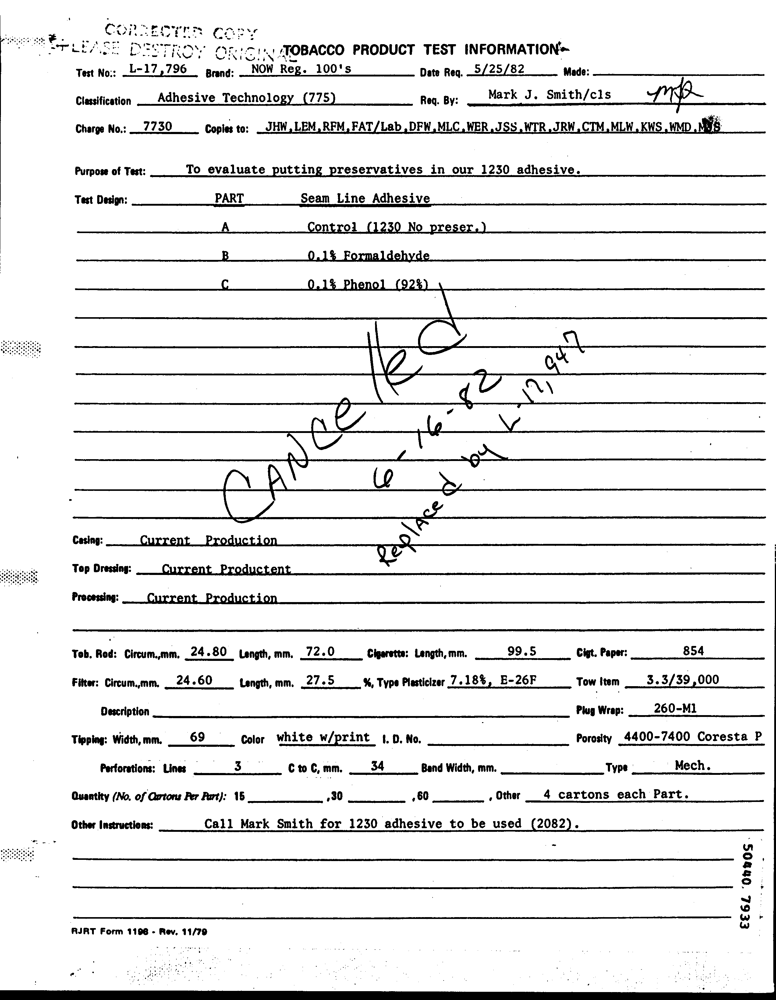 CORRECTED COPY
PLEASE DESTROY ORIGINAL
TOBACCO PRODUCT TEST INFORMATION
Test No.: L-17,796 Brand: NOW Reg. 100's Date Req. 5/25/82 Made:
Classification Adhesive Technology (775) Req. By: Mark J. Smith/cls
Charge No.: 7730 Copies to: JHW,LEM,RFM,FAT/Lab,DFW,MLC,WER,JSS,WTR,JRW,CTM,MLW,KWS,WMD,
Purpose of Test: To evaluate putting preservatives in our 1230 adhesive.
Test Design: PART Seam Line Adhesive
A Control (1230 No preser.)
B 0.1% Formaldehyde
C 0.1% Phenol (92%)
CANCelled
6-16-82
Replaced by L-17,947
Casing: Current Production
Top Dressing: Current Productent
Processing: Current Production
Tob. Rod: Circum.,mm. 24.80 Length, mm. 72.0 Cigarette: Length, mm. 99.5 Cigt. Paper: 854
Filter: Circum.,mm. 24.60 Length, mm. 27.5 %, Type Plasticizer 7.18%, E-26F Tow Item 3.3/39,000
Description Plug Wrap: 260-M1
Tipping: Width, mm. 69 Color white w/print I. D. No. Porosity 4400-7400 Coresta P
Perforations: Lines 3 C to C, mm. 34 Band Width, mm. Type Mech.
Quantity (No. of Cartons Per Part): 15 ,30 ,60 , Other 4 cartons each Part.
Other Instructions: Call Mark Smith for 1230 adhesive to be used (2082).
50440 7933
RJRT Form 1196 - Rev. 11/79